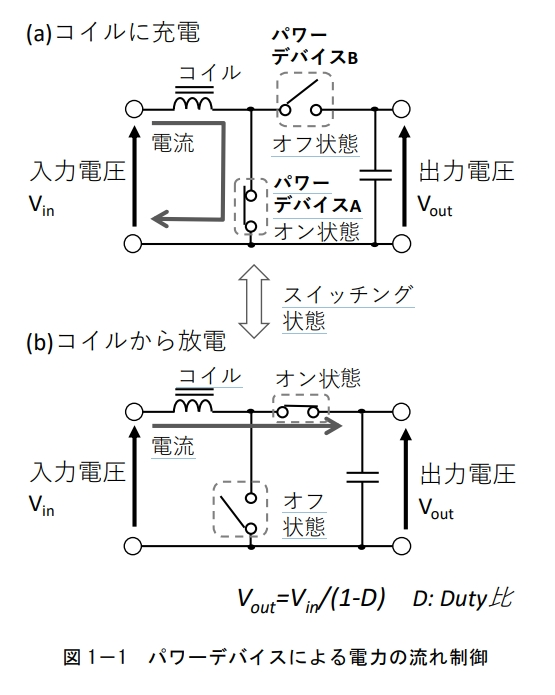 (a)コイルに充電
パワー
デバイスB
コイル
電流
オフ状態
入力電圧
Vin
パワー
デバイスA
オン状態
出力電圧
Vout
スイッチング
状態
(b)コイルから放電
コイル
オン状態
電流
入力電圧
Vin
オフ
状態
出力電圧
Vout
Vout=Vin/(1-D) D: Duty比
図1－1 パワーデバイスによる電力の流れ制御